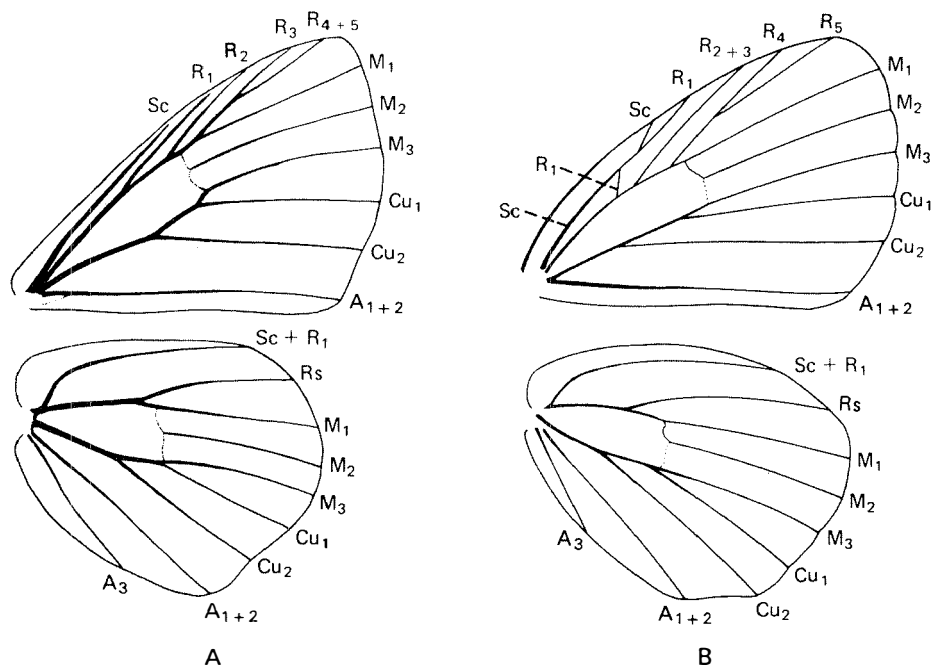 R₄ ₊ ₅
R₃
R₂
R₁
Sc
M₁
M₂
M₃
Cu₁
Cu₂
A₁ ₊ ₂
Sc + R₁
Rs
M₁
M₂
M₃
Cu₁
Cu₂
A₁ ₊ ₂
A₃
A
R₅
R₄
R₂ ₊ ₃
R₁
Sc
R₁
Sc
M₁
M₂
M₃
Cu₁
Cu₂
A₁ ₊ ₂
Sc + R₁
Rs
M₁
M₂
M₃
Cu₁
Cu₂
A₁ ₊ ₂
A₃
B